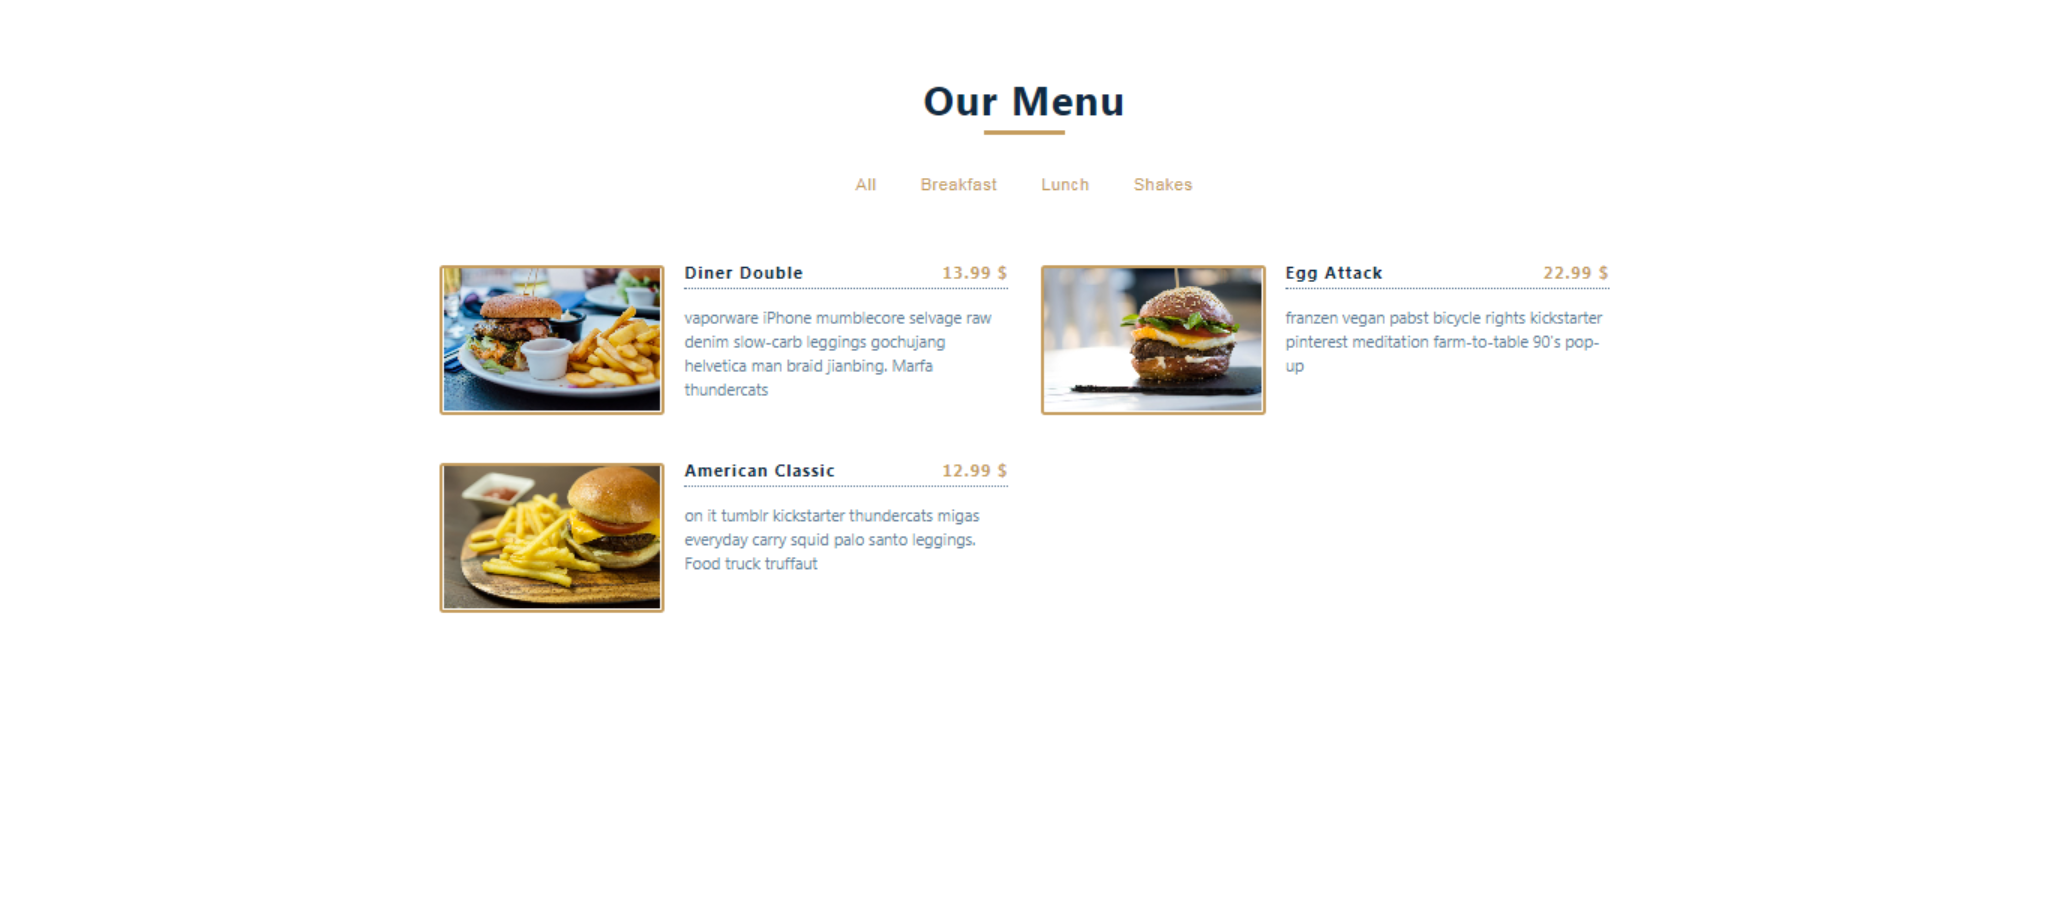 Our Menu
All Breakfast Lunch Shakes
Diner Double 13.99 $
vaporware iPhone mumblecore selvage raw
denim slow-carb leggings gochujang
helvetica man braid jianbing. Marfa
thundercats
Egg Attack 22.99 $
franzen vegan pabst bicycle rights kickstarter
pinterest meditation farm-to-table 90's pop-
up
American Classic 12.99 $
on it tumblr kickstarter thundercats migas
everyday carry squid palo santo leggings.
Food truck truffaut